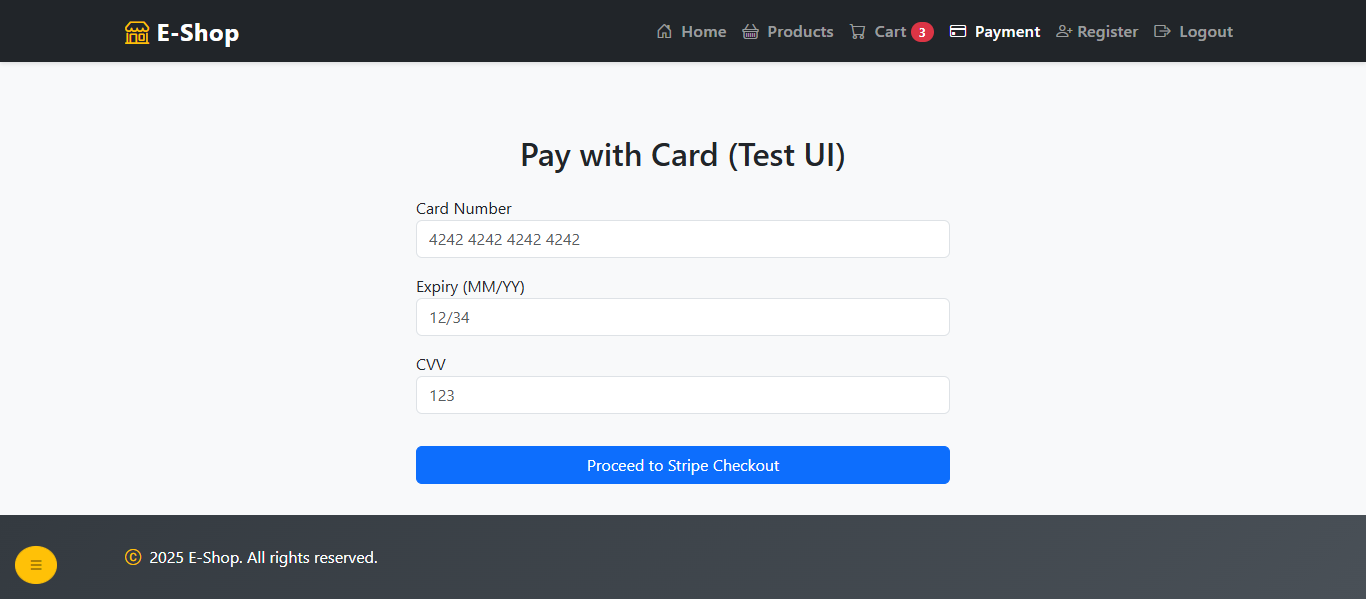 E-Shop Home Products Cart 3 Payment Register Logout
Pay with Card (Test UI)
Card Number
4242 4242 4242 4242
Expiry (MM/YY)
12/34
CVV
123
Proceed to Stripe Checkout
© 2025 E-Shop. All rights reserved.